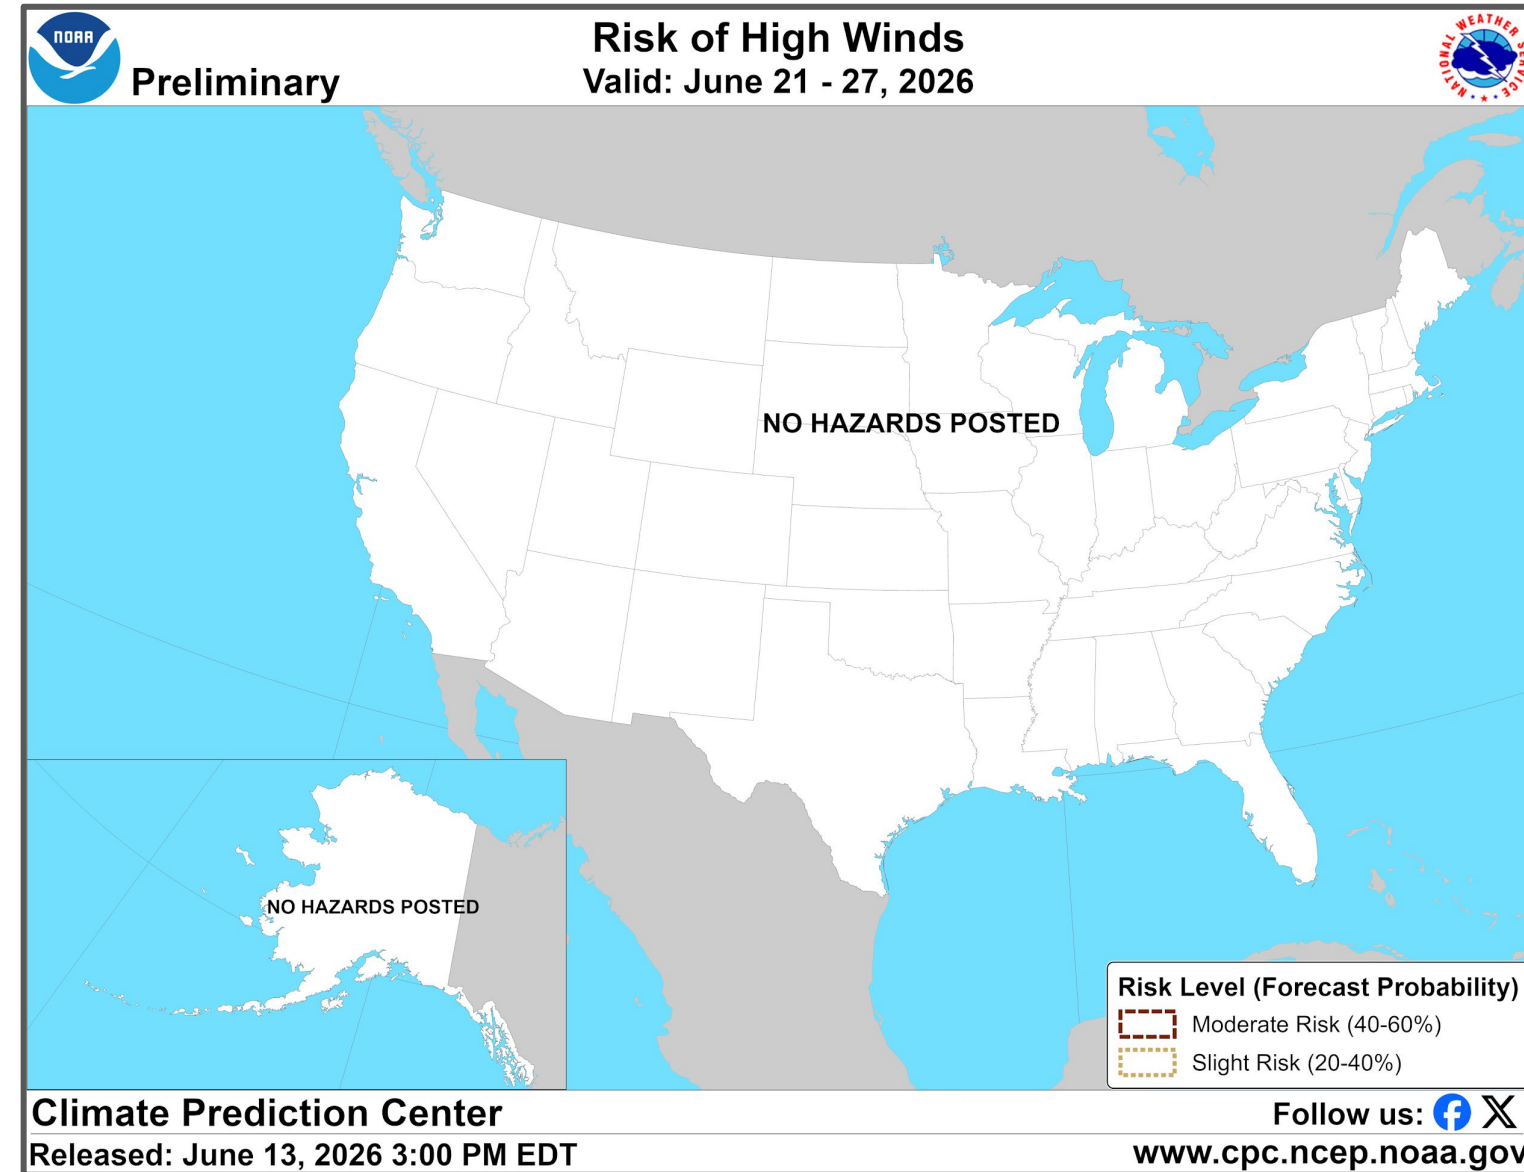 NOAA
Preliminary
Risk of High Winds
Valid: June 21 - 27, 2026
NATIONAL WEATHER
NO HAZARDS POSTED
NO HAZARDS POSTED
Risk Level (Forecast Probability)
Moderate Risk (40-60%)
Slight Risk (20-40%)
Climate Prediction Center
Follow us:
Released: June 13, 2026 3:00 PM EDT
www.cpc.ncep.noaa.gov